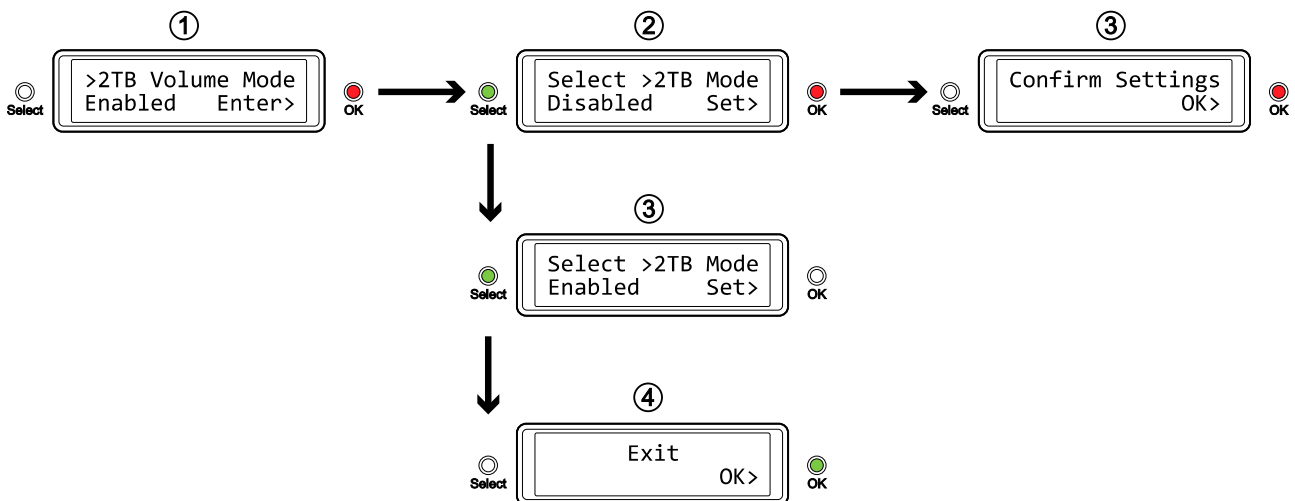 ①
>2TB Volume Mode
Enabled Enter>
Select
OK
②
Select >2TB Mode
Disabled Set>
Select
OK
③
Confirm Settings
OK>
Select
OK
③
Select >2TB Mode
Enabled Set>
Select
OK
④
Exit
OK>
Select
OK